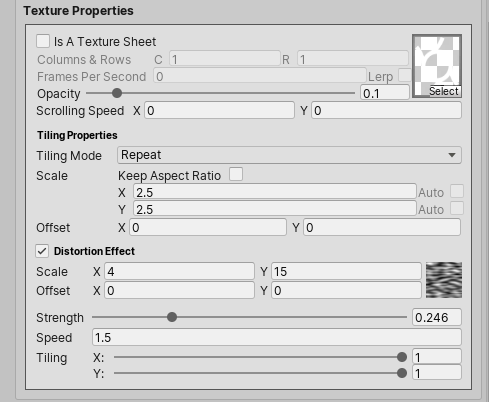 Texture Properties
Is A Texture Sheet
Columns & Rows C 1 R 1
Frames Per Second 0 Lerp
Select
Opacity 0.1
Scrolling Speed X 0 Y 0
Tiling Properties
Tiling Mode Repeat
Scale Keep Aspect Ratio
X 2.5 Auto
Y 2.5 Auto
Offset X 0 Y 0
Distortion Effect
Scale X 4 Y 15
Offset X 0 Y 0
Strength 0.246
Speed 1.5
Tiling X: 1
Y: 1